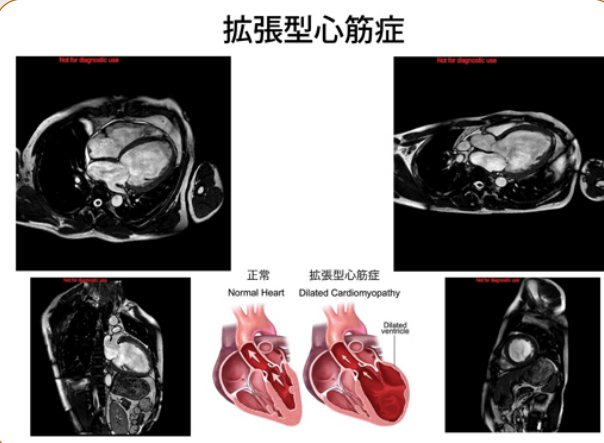 拡張型心筋症
Not for diagnostic use
Not for diagnostic use
正常
拡張型心筋症
Normal Heart
Dilated Cardiomyopathy
Dilated
ventricle
Not for diagnostic use
Not for diagnostic use